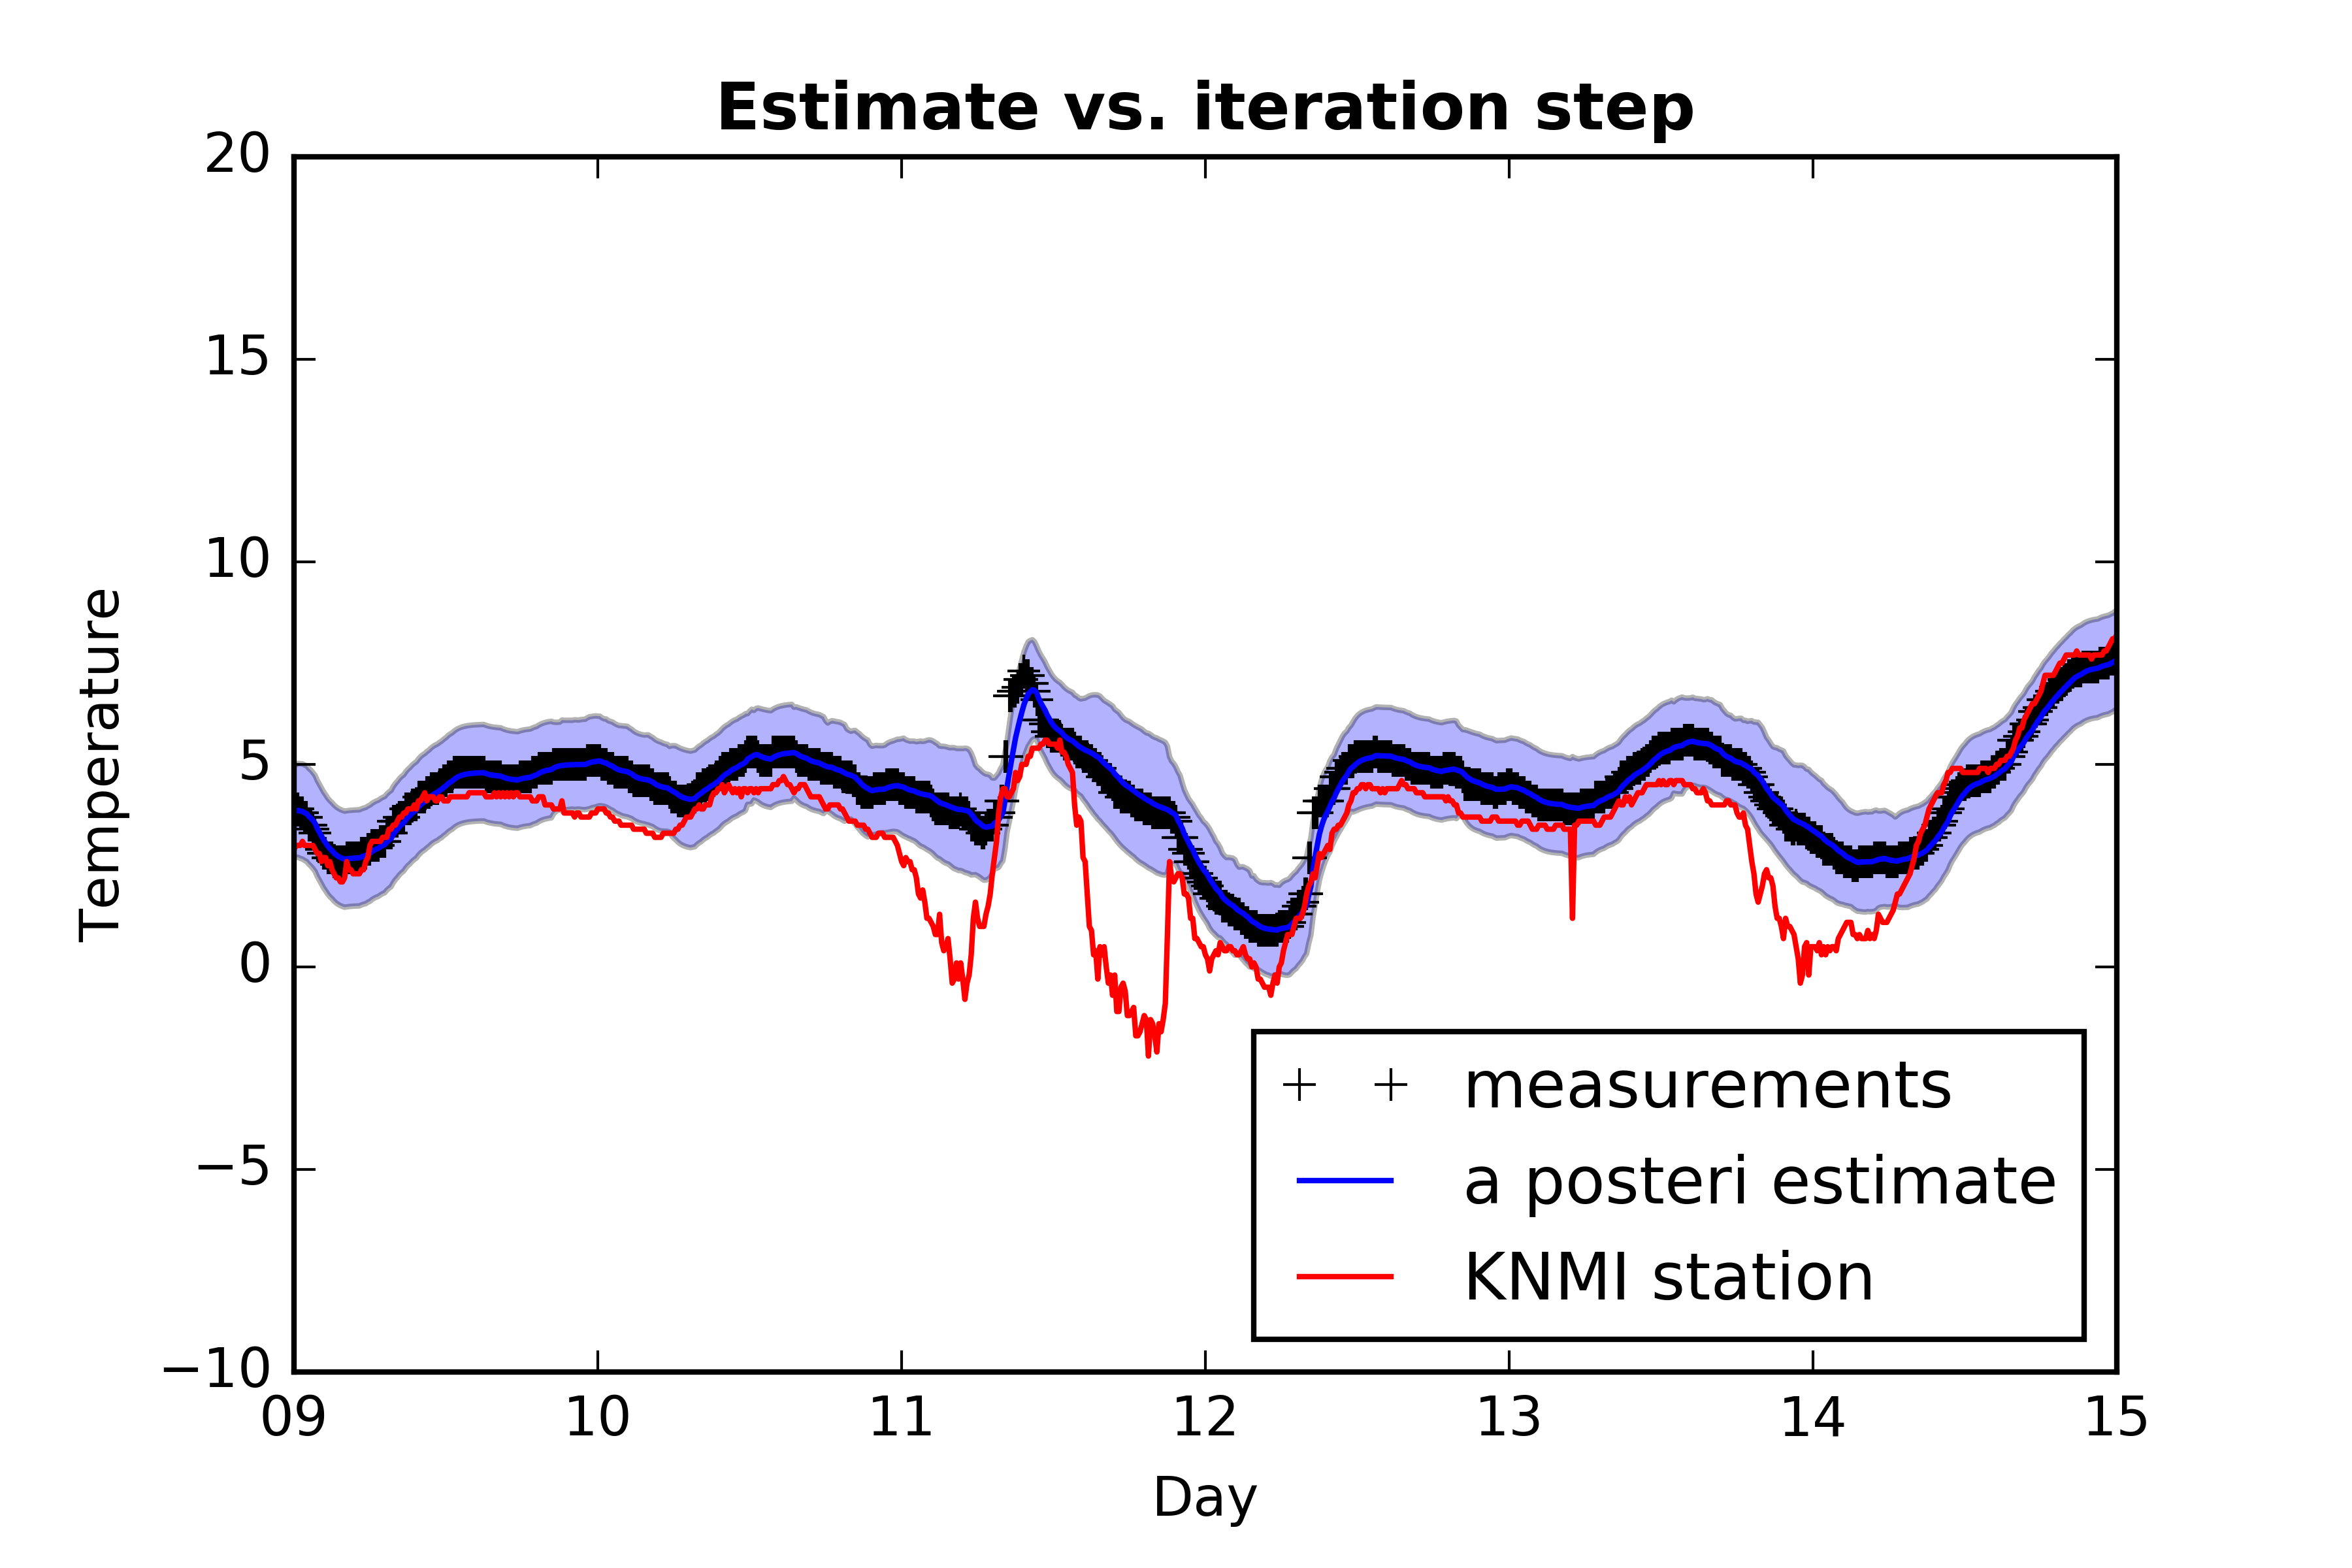 Estimate vs. iteration step
20
15
10
5
0
−5
−10
Temperature
measurements
a posteri estimate
KNMI station
09 10 11 12 13 14 15
Day